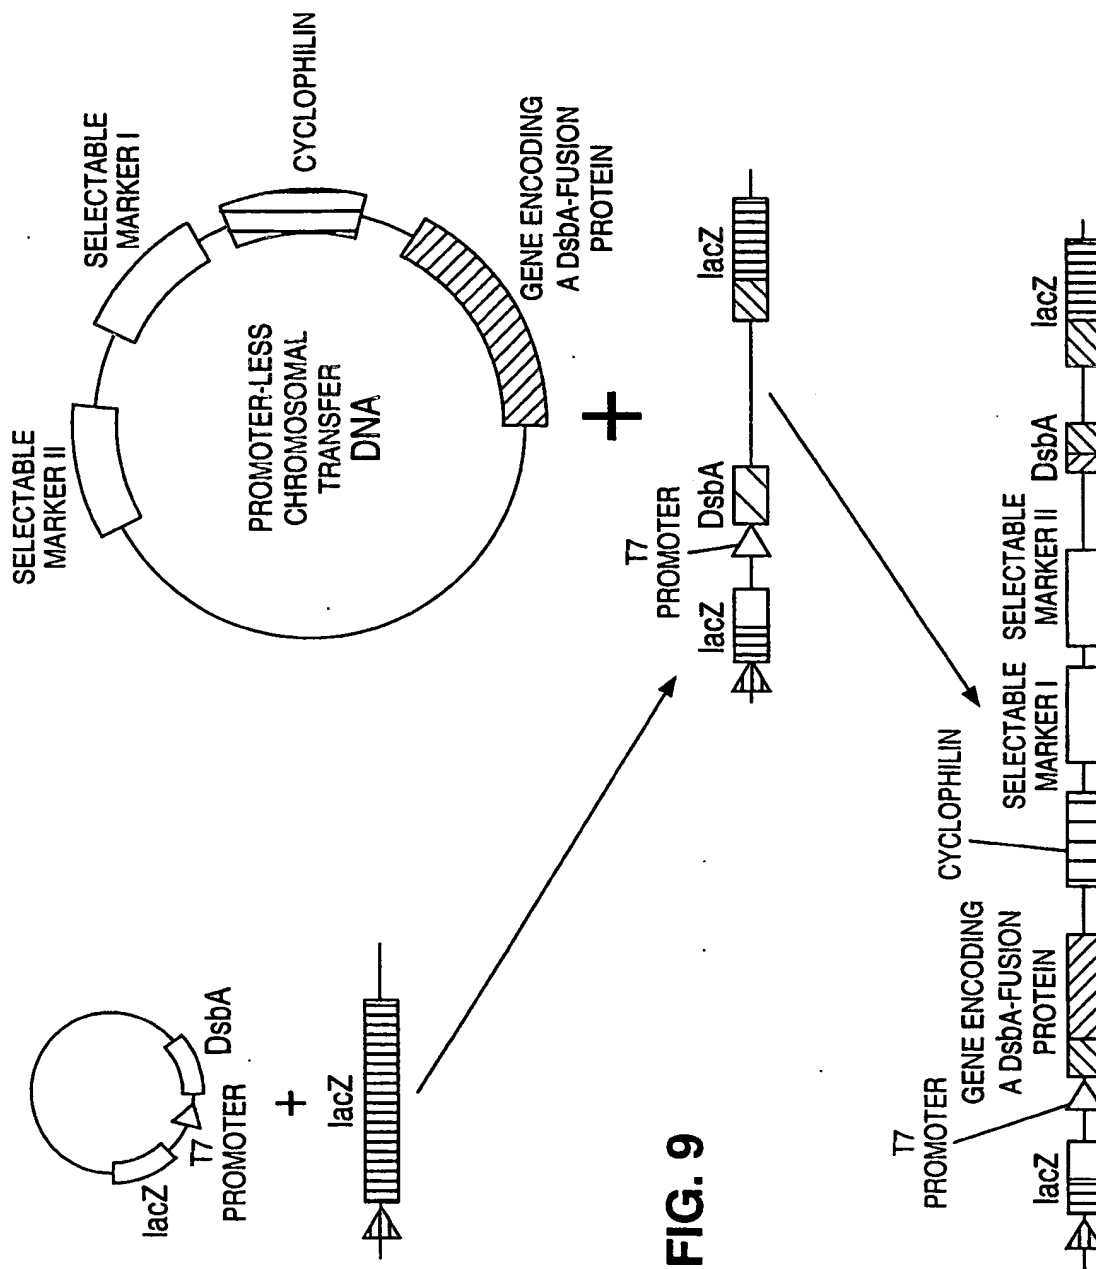 lacZ
T7
PROMOTER
DsbA
+
lacZ
SELECTABLE
MARKER II
SELECTABLE
MARKER I
CYCLOPHILIN
PROMOTER-LESS
CHROMOSOMAL
TRANSFER
DNA
GENE ENCODING
A DsbA-FUSION
PROTEIN
+
lacZ
T7
PROMOTER
DsbA
lacZ
FIG. 9
lacZ
T7
PROMOTER
GENE ENCODING
A DsbA-FUSION
PROTEIN
CYCLOPHILIN
SELECTABLE
MARKER I
SELECTABLE
MARKER II
DsbA
lacZ